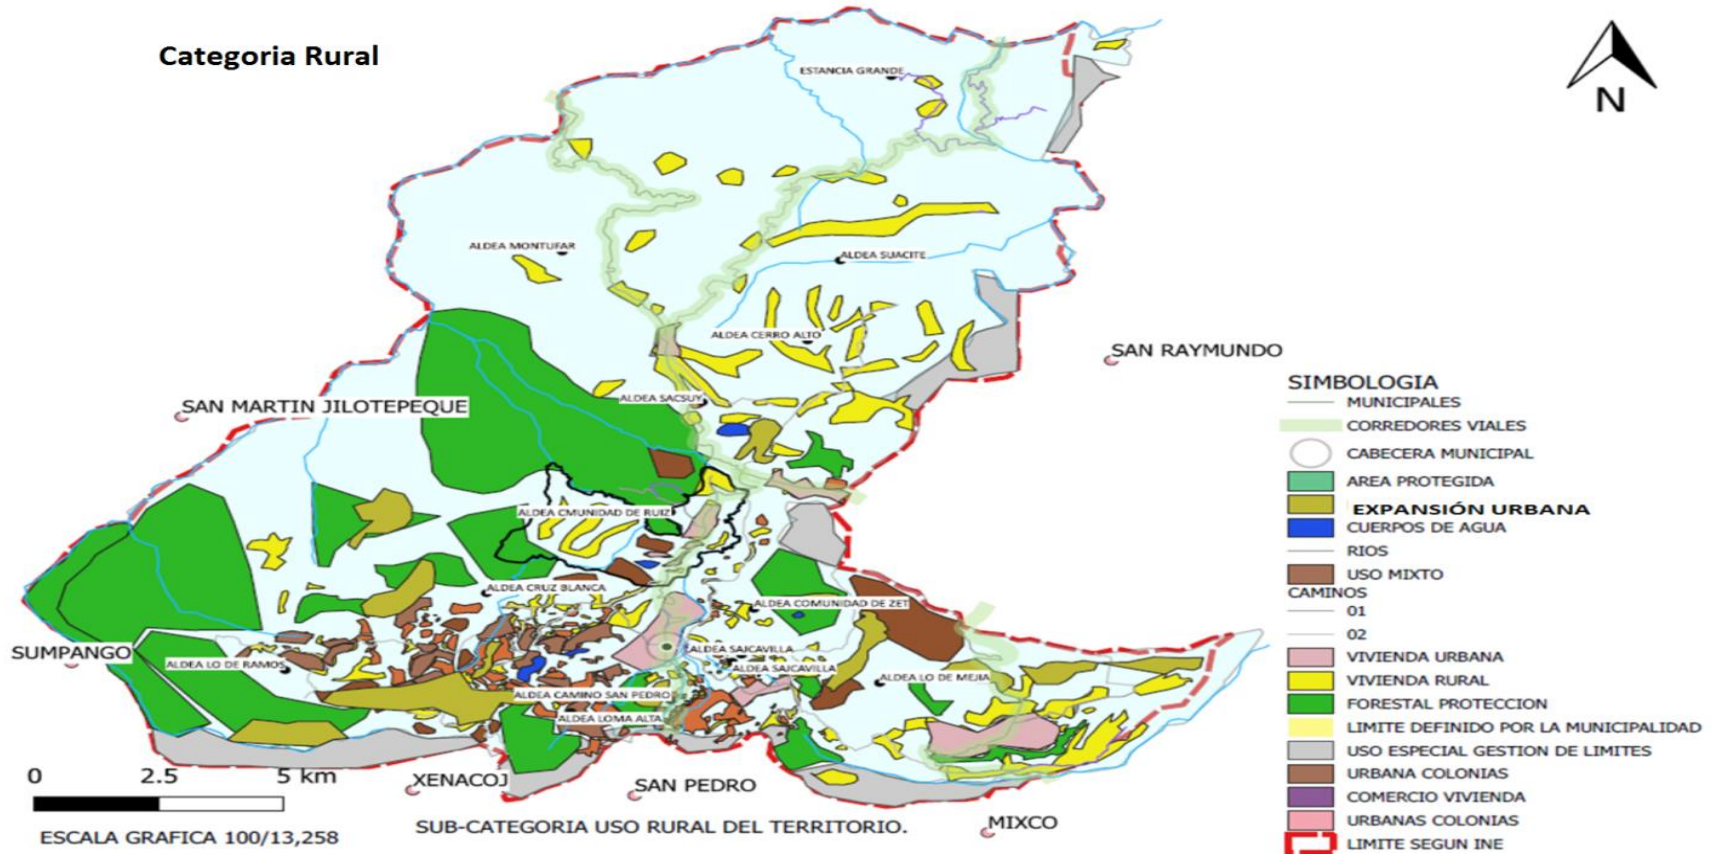 Categoria Rural
N
ESTANCIA GRANDE
ALDEA MONTUFAR
ALDEA SUACITE
ALDEA CERRO ALTO
SAN RAYMUNDO
ALDEA SACSUY
SAN MARTIN JILOTEPEQUE
ALDEA CMUNIDAD DE RUIZ
ALDEA CRUZ BLANCA
ALDEA COMUNIDAD DE ZET
SUMPANGO
ALDEA LO DE RAMOS
ALDEA SAJCAVILLA
ALDEA SAJCAVILLA
ALDEA LO DE MEJIA
ALDEA CAMINO SAN PEDRO
ALDEA LOMA ALTA
XENACOJ
SAN PEDRO
MIXCO
0 2.5 5 km
ESCALA GRAFICA 100/13,258
SUB-CATEGORIA USO RURAL DEL TERRITORIO.
SIMBOLOGIA
MUNICIPALES
CORREDORES VIALES
CABECERA MUNICIPAL
AREA PROTEGIDA
EXPANSIÓN URBANA
CUERPOS DE AGUA
RIOS
USO MIXTO
CAMINOS
01
02
VIVIENDA URBANA
VIVIENDA RURAL
FORESTAL PROTECCION
LIMITE DEFINIDO POR LA MUNICIPALIDAD
USO ESPECIAL GESTION DE LIMITES
URBANA COLONIAS
COMERCIO VIVIENDA
URBANAS COLONIAS
LIMITE SEGUN INE